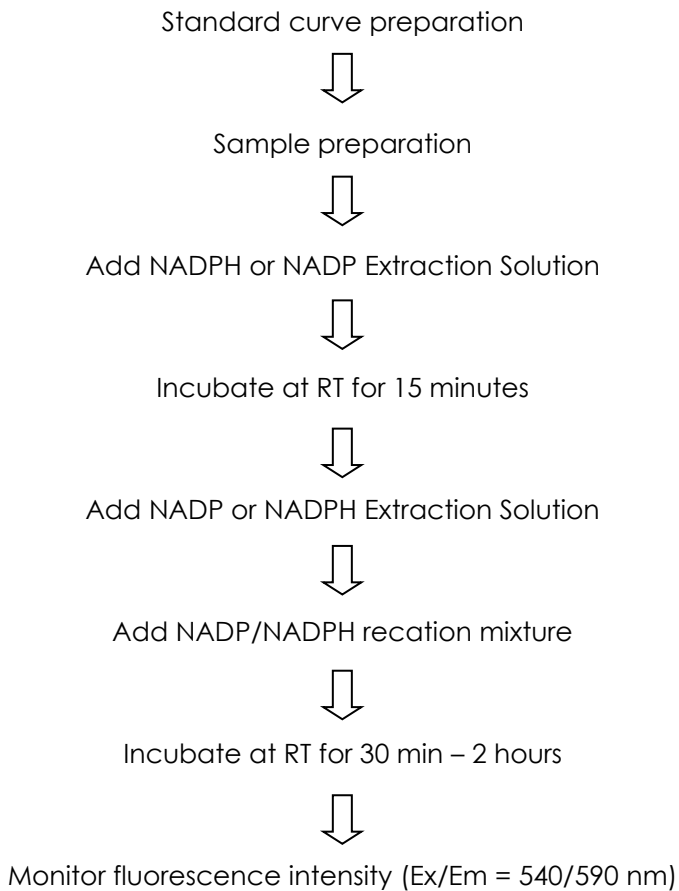 Standard curve preparation
Sample preparation
Add NADPH or NADP Extraction Solution
Incubate at RT for 15 minutes
Add NADP or NADPH Extraction Solution
Add NADP/NADPH recation mixture
Incubate at RT for 30 min – 2 hours
Monitor fluorescence intensity (Ex/Em = 540/590 nm)